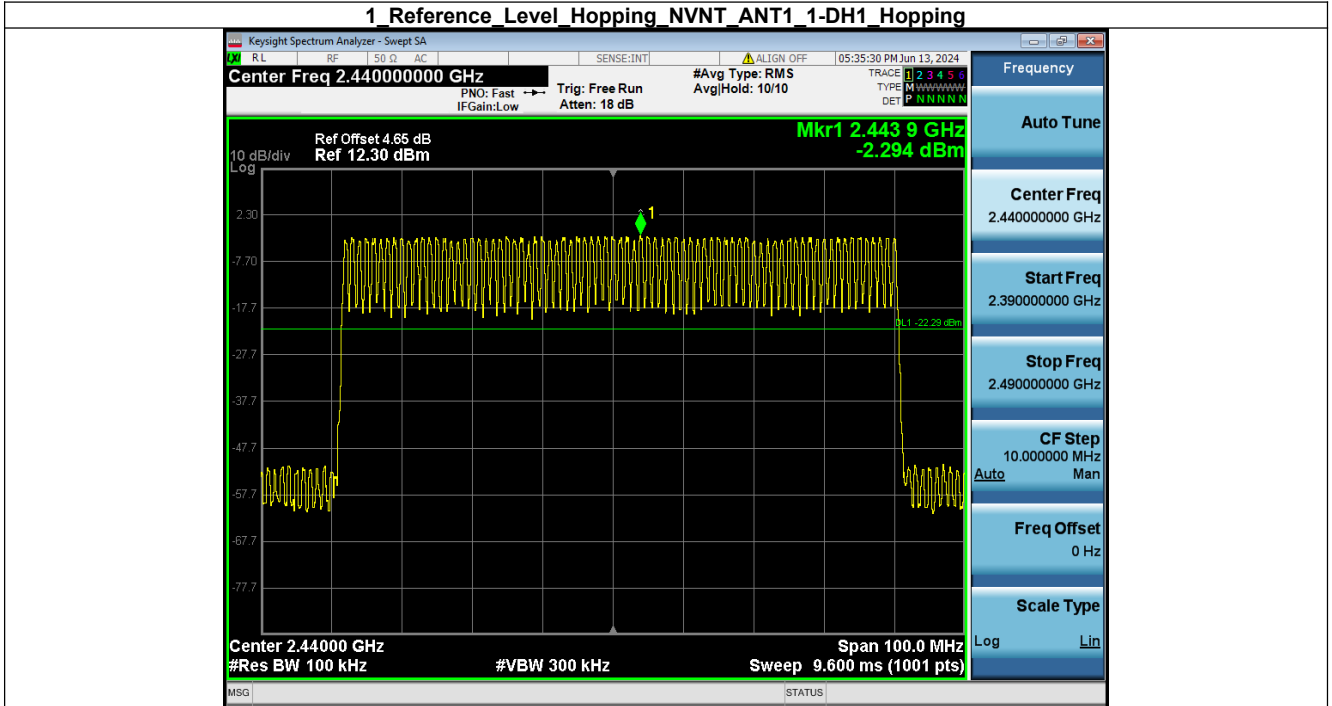 1_Reference_Level_Hopping_NVNT_ANT1_1-DH1_Hopping
Keysight Spectrum Analyzer - Swept SA
LXI RL RF 50 Ω AC SENSE:INT ALIGN OFF 05:35:30 PM Jun 13, 2024
Center Freq 2.440000000 GHz
#Avg Type: RMS
TRACE 1 2 3 4 5 6
PNO: Fast Trig: Free Run
Avg|Hold: 10/10
TYPE M WWWWW
IFGain:Low Atten: 18 dB
DET P N N N N N
Mkr1 2.443 9 GHz
-2.294 dBm
Ref Offset 4.65 dB
10 dB/div Ref 12.30 dBm
Log
1
2.30
-7.70
-17.7
DL1 -22.29 dBm
-27.7
-37.7
-47.7
-57.7
-67.7
-77.7
Center 2.44000 GHz Span 100.0 MHz
#Res BW 100 kHz #VBW 300 kHz Sweep 9.600 ms (1001 pts)
MSG STATUS
Frequency
Auto Tune
Center Freq
2.440000000 GHz
Start Freq
2.390000000 GHz
Stop Freq
2.490000000 GHz
CF Step
10.000000 MHz
Auto Man
Freq Offset
0 Hz
Scale Type
Log Lin